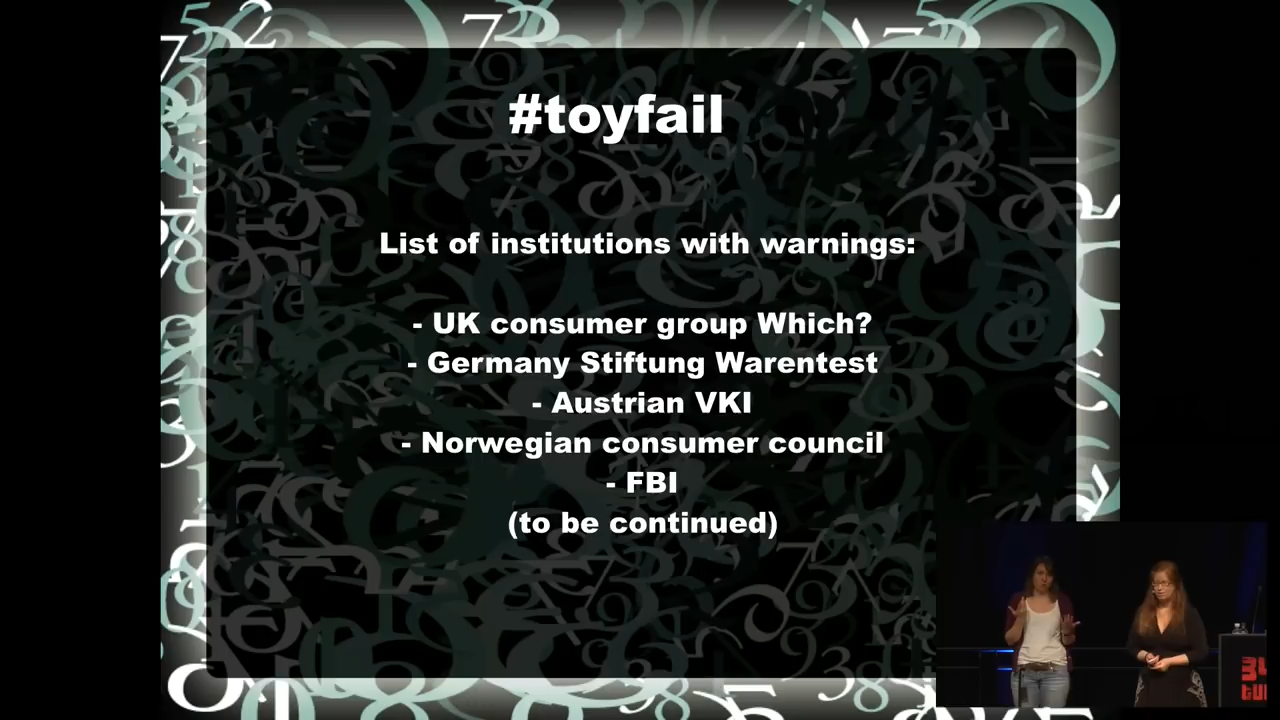 #toyfail
List of institutions with warnings:
- UK consumer group Which?
- Germany Stiftung Warentest
- Austrian VKI
- Norwegian consumer council
- FBI
(to be continued)